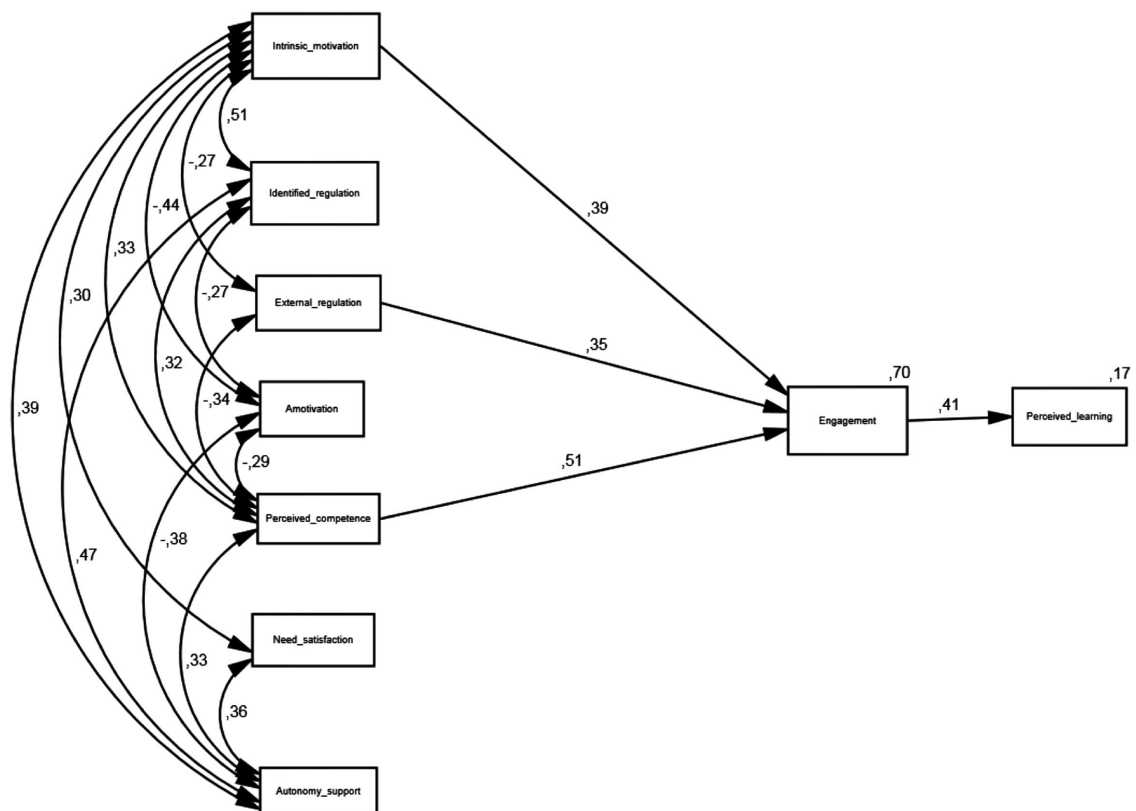 Intrinsic_motivation
,51
-,27
Identified_regulation
-,44
,39
,33
,30
-,27
External_regulation
,35
,32
,70
,17
-,34
Amotivation
,39
,41
Engagement
Perceived_learning
-,29
,51
Perceived_competence
-,38
,47
Need_satisfaction
,33
,36
Autonomy_support